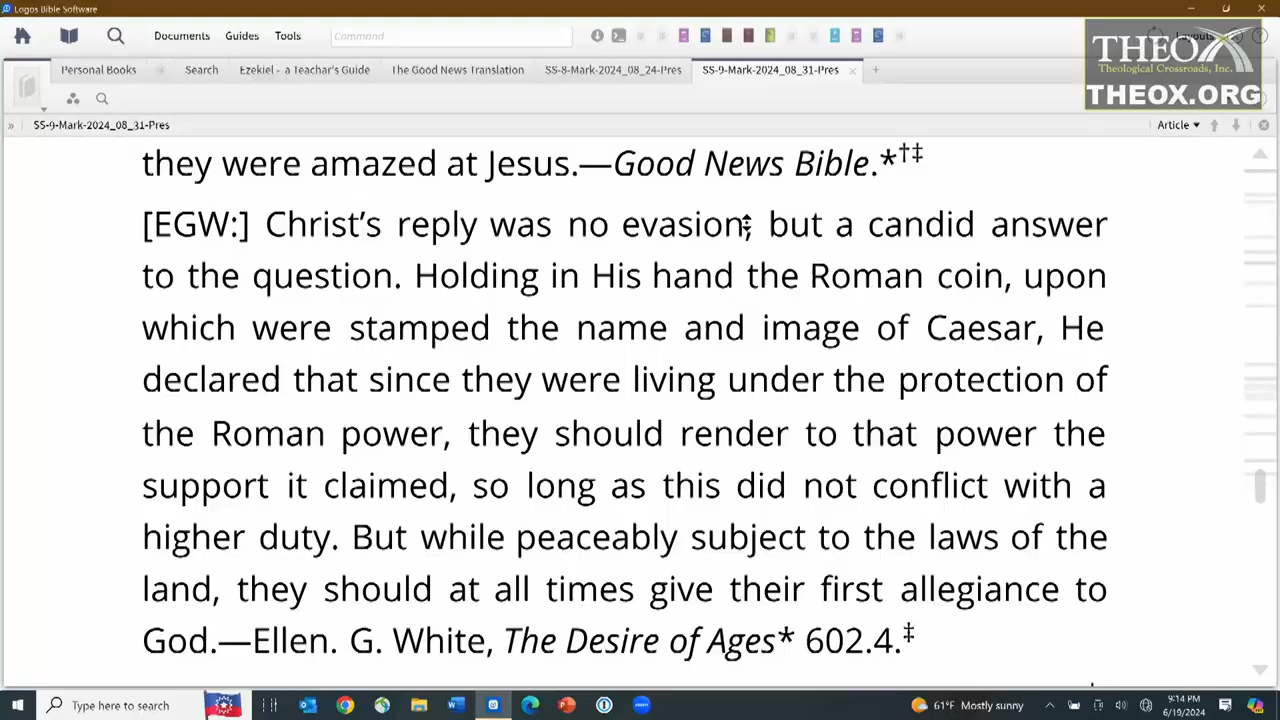 Logos Bible Software
Documents Guides Tools Command Layouts
THEOX
Theological Crossroads, Inc.
THEOX.ORG
Personal Books Search Ezekiel - a Teacher's Guide SS-8-Mark-2024_08_24-Pres SS-9-Mark-2024_08_31-Pres
SS-9-Mark-2024_08_31-Pres Article
they were amazed at Jesus.—Good News Bible.*†‡
[EGW:] Christ’s reply was no evasion, but a candid answer
to the question. Holding in His hand the Roman coin, upon
which were stamped the name and image of Caesar, He
declared that since they were living under the protection of
the Roman power, they should render to that power the
support it claimed, so long as this did not conflict with a
higher duty. But while peaceably subject to the laws of the
land, they should at all times give their first allegiance to
God.—Ellen. G. White, The Desire of Ages* 602.4.‡
Type here to search 61°F Mostly sunny 9:14 PM
6/19/2024